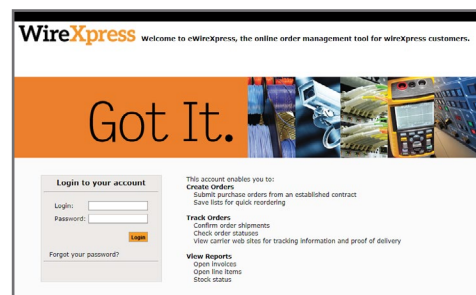 WireXpress Welcome to eWireXpress, the online order management tool for wireXpress customers.
Got It.
Login to your account
Login:
Password:
Login
Forgot your password?
This account enables you to:
Create Orders
Submit purchase orders from an established contract
Save lists for quick reordering
Track Orders
Confirm order shipments
Check order statuses
View carrier web sites for tracking information and proof of delivery
View Reports
Open invoices
Open line items
Stock status